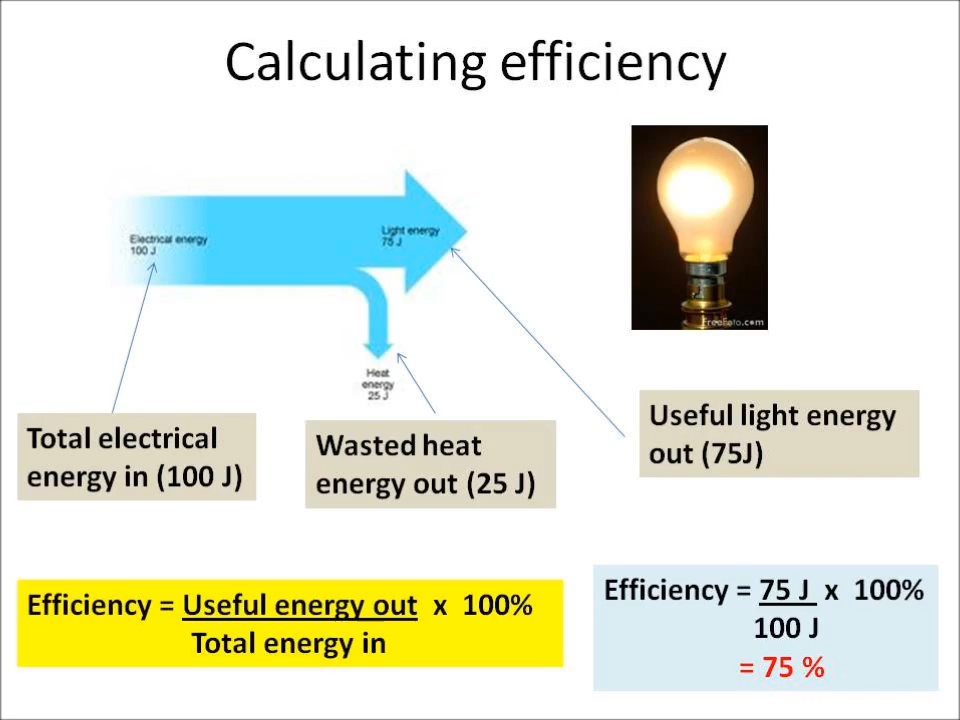 Calculating efficiency
Electrical energy
100 J
Light energy
75 J
Heat
energy
25 J
FreeFoto.com
Total electrical
energy in (100 J)
Wasted heat
energy out (25 J)
Useful light energy
out (75J)
Efficiency = Useful energy out x 100%
Total energy in
Efficiency = 75 J x 100%
100 J
= 75 %